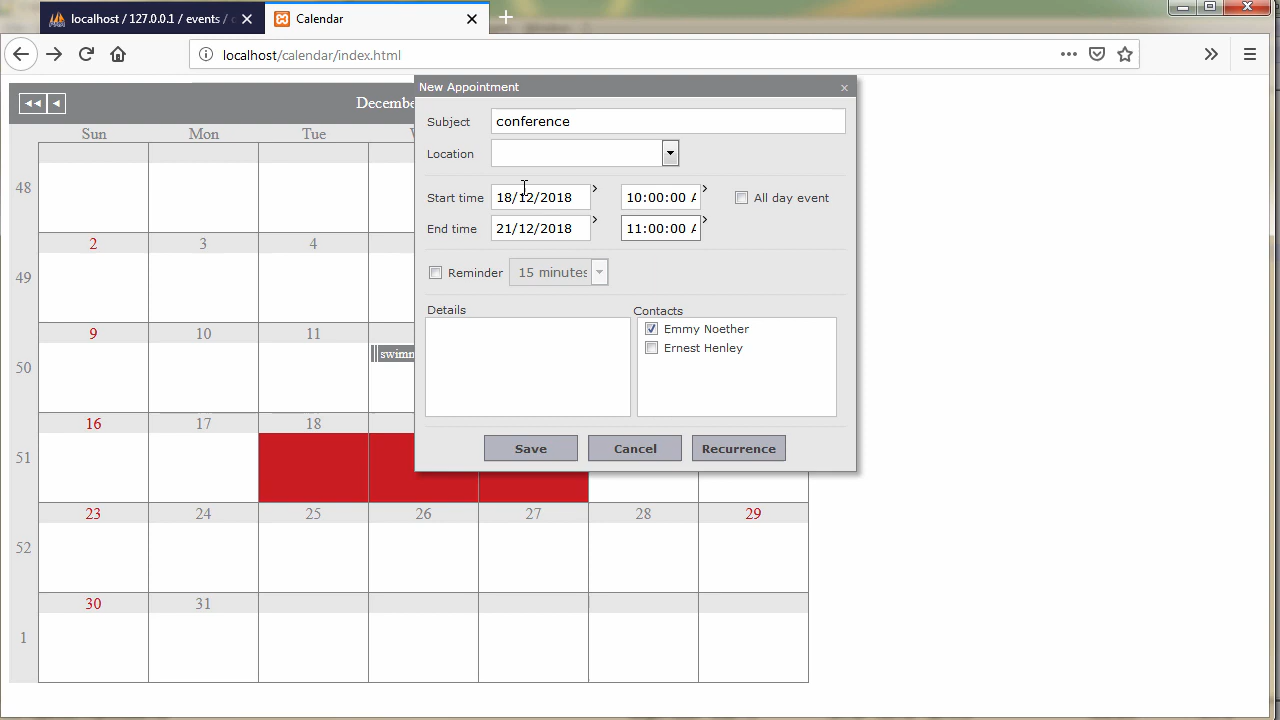 localhost / 127.0.0.1 / events /
Calendar
localhost/calendar/index.html
New Appointment
Subject conference
Location
Start time 18/12/2018 10:00:00 A All day event
End time 21/12/2018 11:00:00 A
Reminder 15 minutes
Details Contacts
Emmy Noether
Ernest Henley
Save Cancel Recurrence
Sun Mon Tue
48
2 3 4
49
9 10 11
50
16 17 18
51
23 24 25 26 27 28 29
52
30 31
1